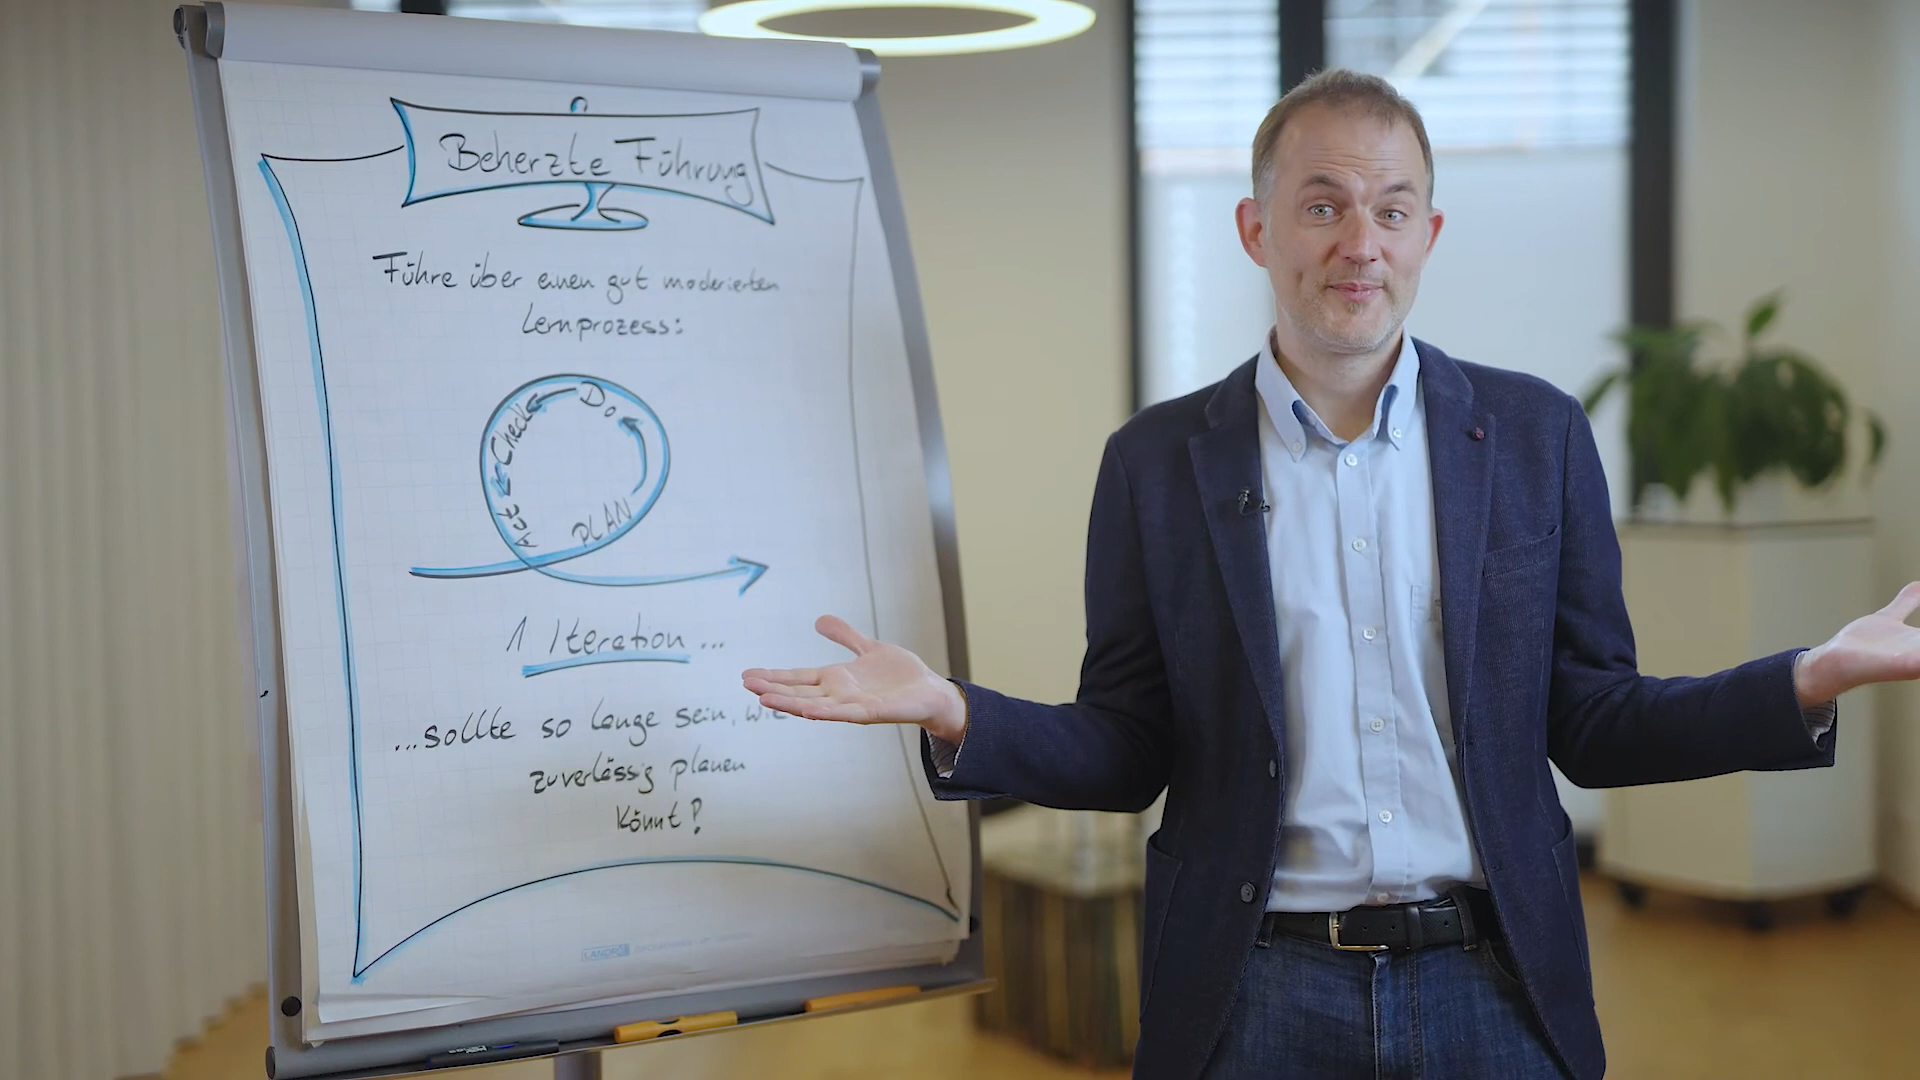 Beherzte Führung
Führe über einen gut moderierten
Lernprozess:
Do
Check
Act
PLAN
1 Iteration ...
...sollte so lange sein, wie
zuverlässig planen
könnt!
LANDRÉ